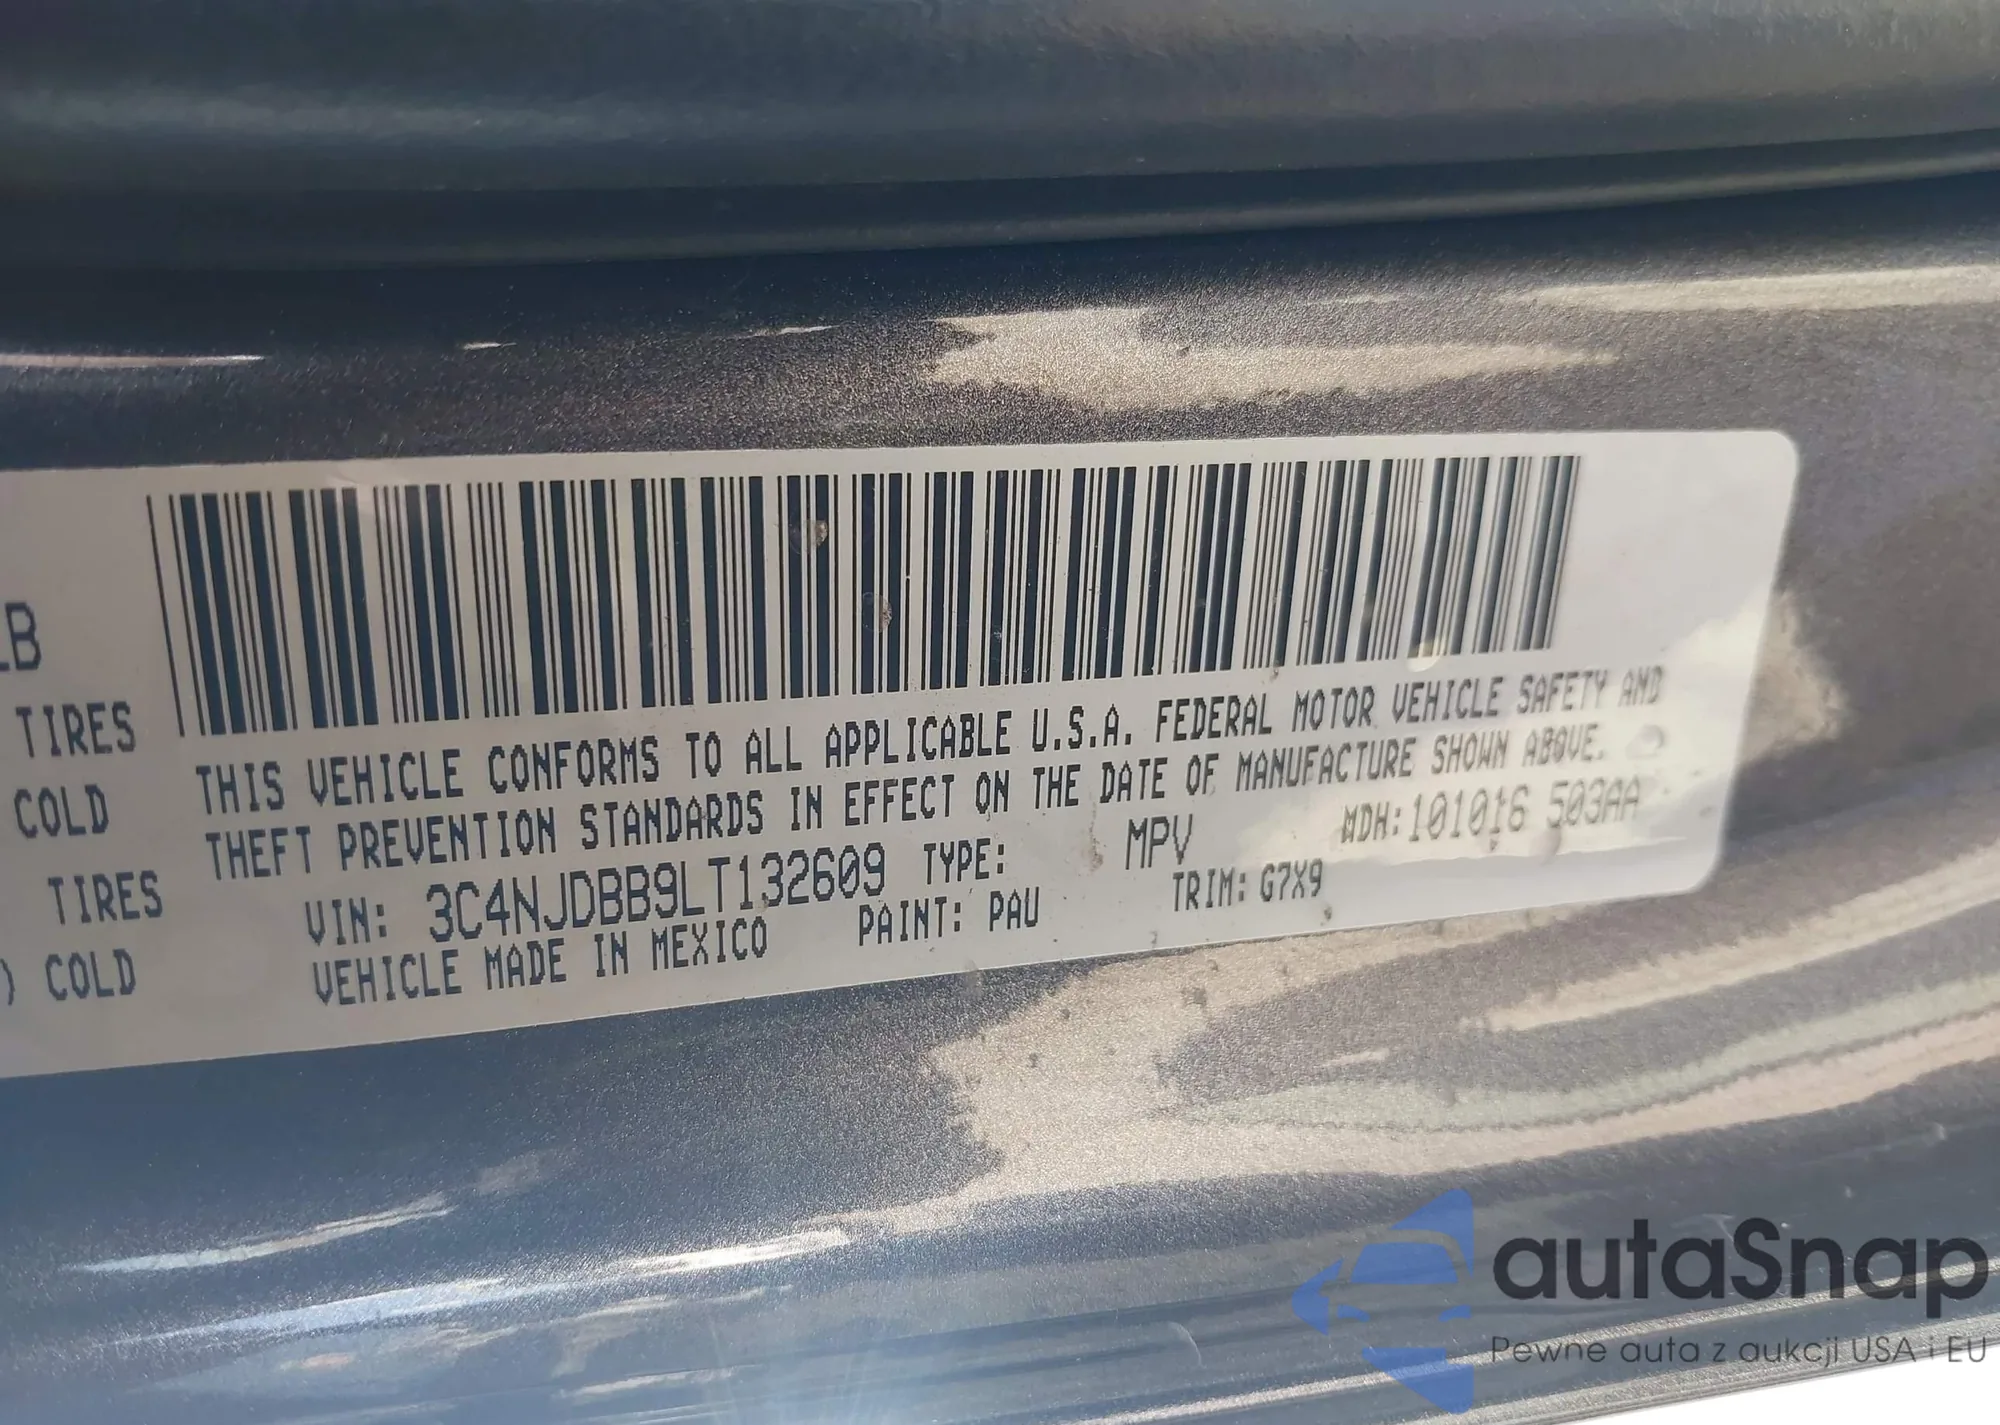 LB
TIRES
COLD
TIRES
) COLD
THIS VEHICLE CONFORMS TO ALL APPLICABLE U.S.A. FEDERAL MOTOR VEHICLE SAFETY AND
THEFT PREVENTION STANDARDS IN EFFECT ON THE DATE OF MANUFACTURE SHOWN ABOVE.
VIN: 3C4NJDBB9LT132609 TYPE: MPV MDH:101016 503AA
VEHICLE MADE IN MEXICO PAINT: PAU TRIM: G7X9
autaSnap
Pewne auta z aukcji USA i EU